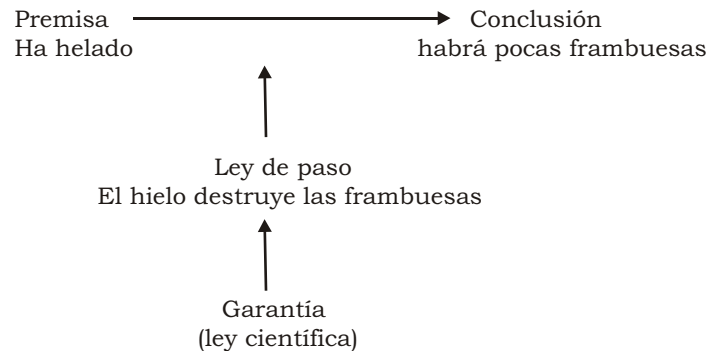 Premisa
Conclusión
Ha helado
habrá pocas frambuesas
Ley de paso
El hielo destruye las frambuesas
Garantía
(ley científica)